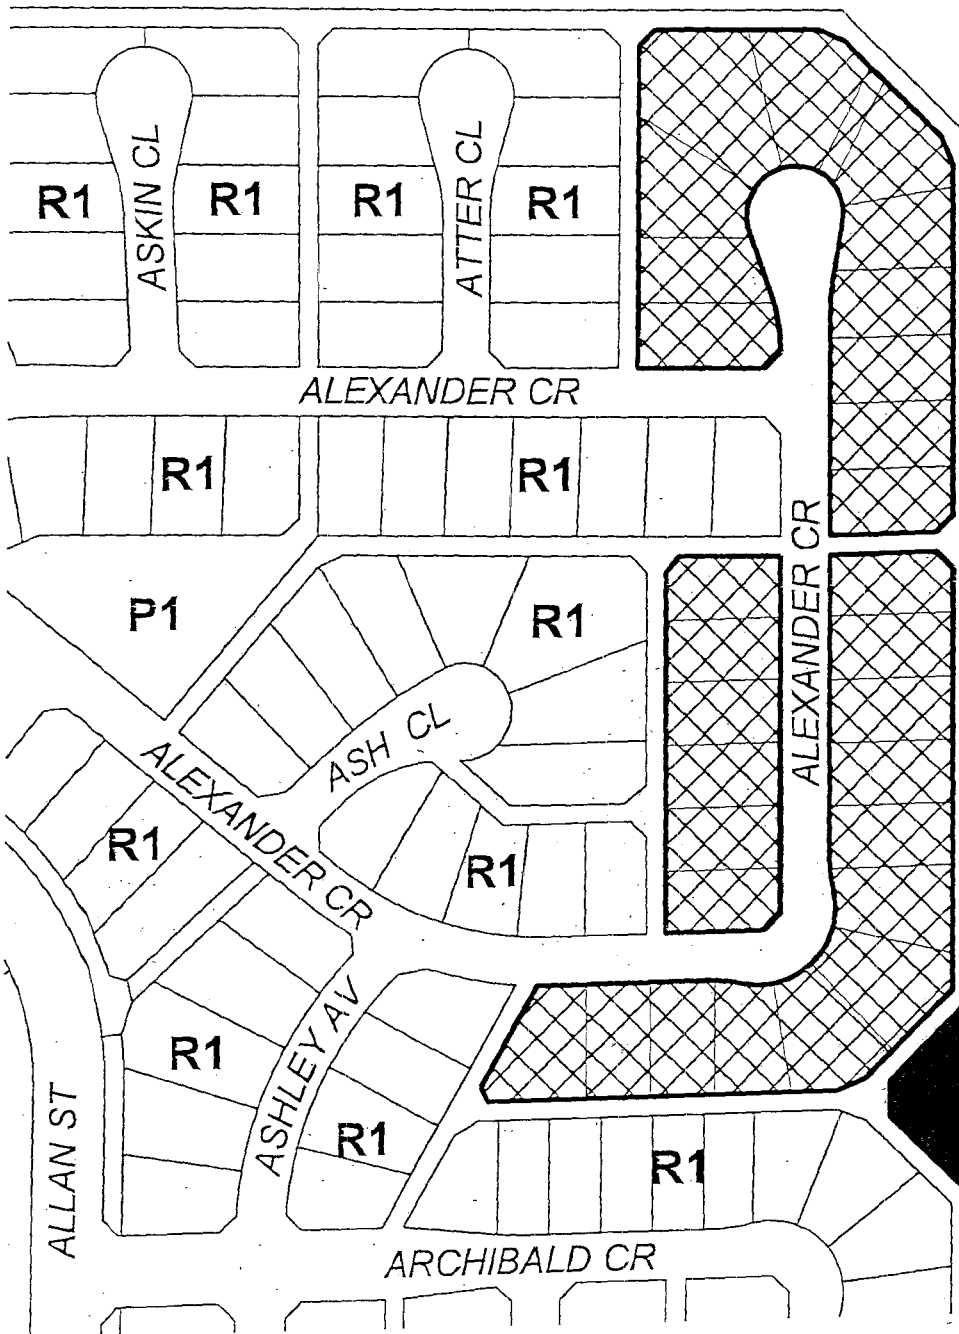 ASKIN CL
ATTER CL
R1
R1
R1
R1
ALEXANDER CR
R1
R1
ALEXANDER CR
P1
R1
ASH CL
ALEXANDER CR
R1
R1
ASHLEY AV
R1
R1
R1
ALLAN ST
ARCHIBALD CR